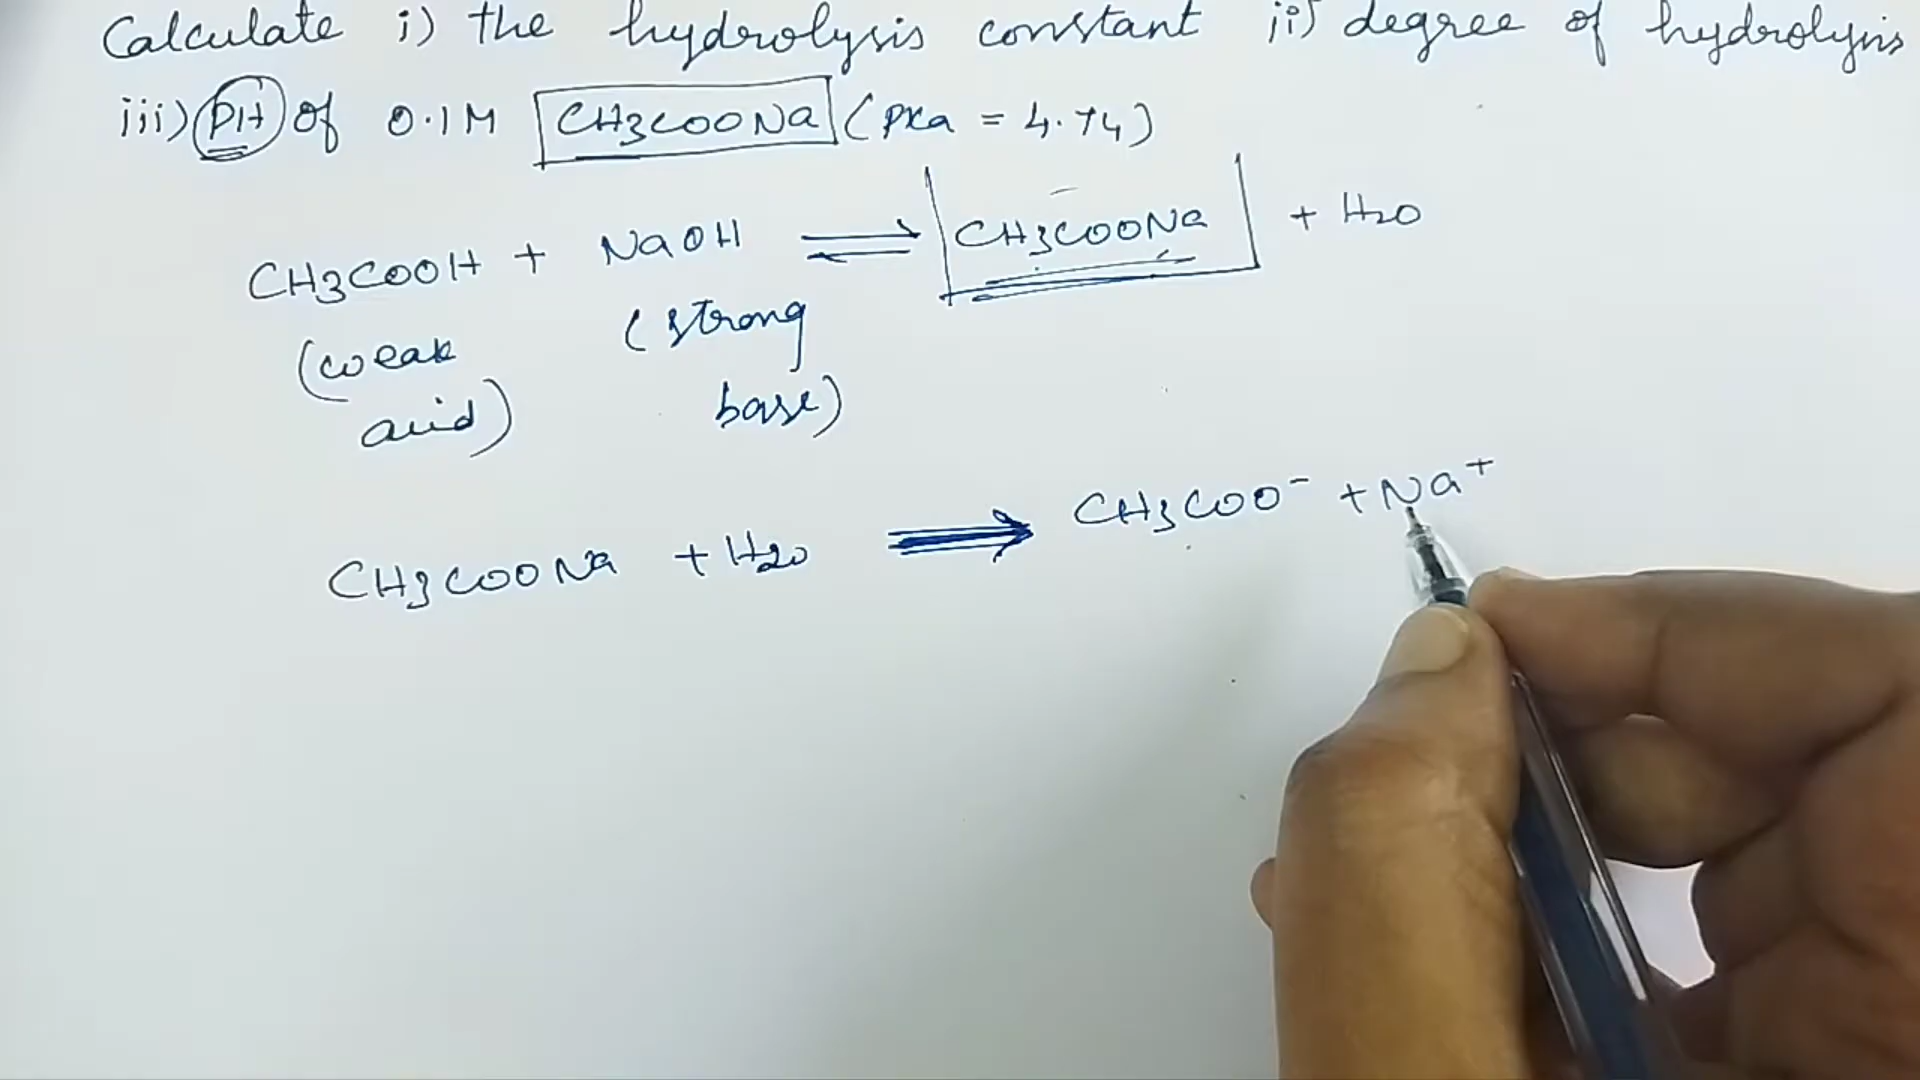 Calculate i) the hydrolysis constant ii) degree of hydrolysis
iii) PH of 0.1M CH3COONa (PKa = 4.74)
CH3COOH + NaOH ⇌ CH3COONa + H2O
(weak acid) (strong base)
CH3COONa + H2O ⟹ CH3COO⁻ + Na⁺